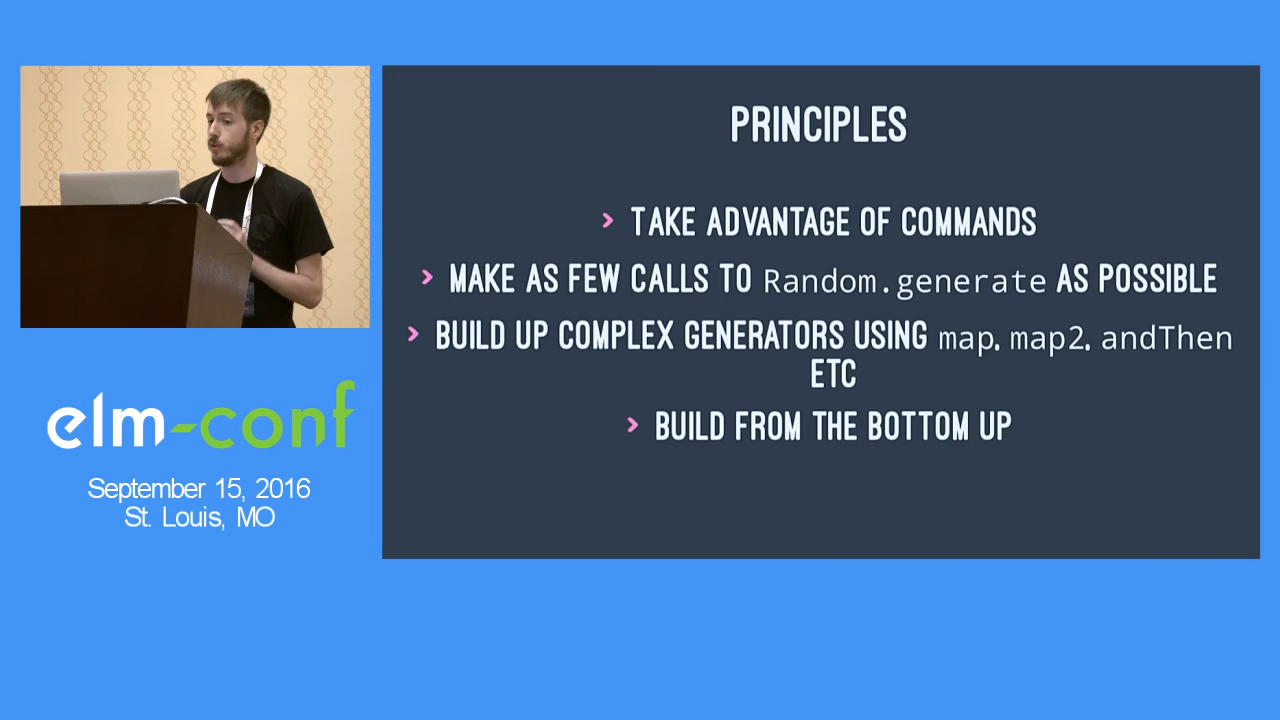 PRINCIPLES
> TAKE ADVANTAGE OF COMMANDS
> MAKE AS FEW CALLS TO Random.generate AS POSSIBLE
> BUILD UP COMPLEX GENERATORS USING map, map2, andThen
ETC
> BUILD FROM THE BOTTOM UP
elm-conf
September 15, 2016
St. Louis, MO